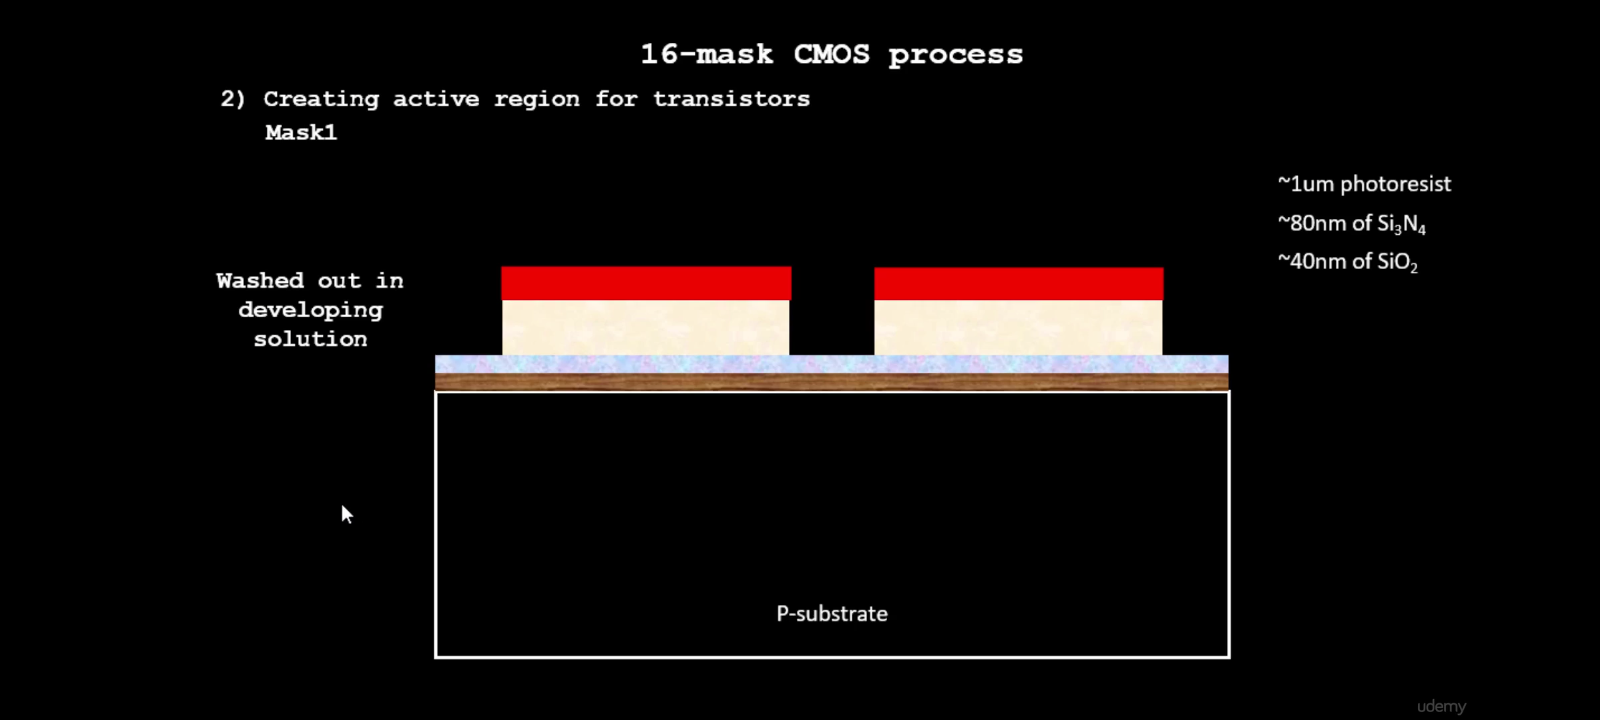 16-mask CMOS process
2) Creating active region for transistors
Mask1
~1um photoresist
~80nm of Si₃N₄
~40nm of SiO₂
Washed out in
developing
solution
P-substrate
udemy